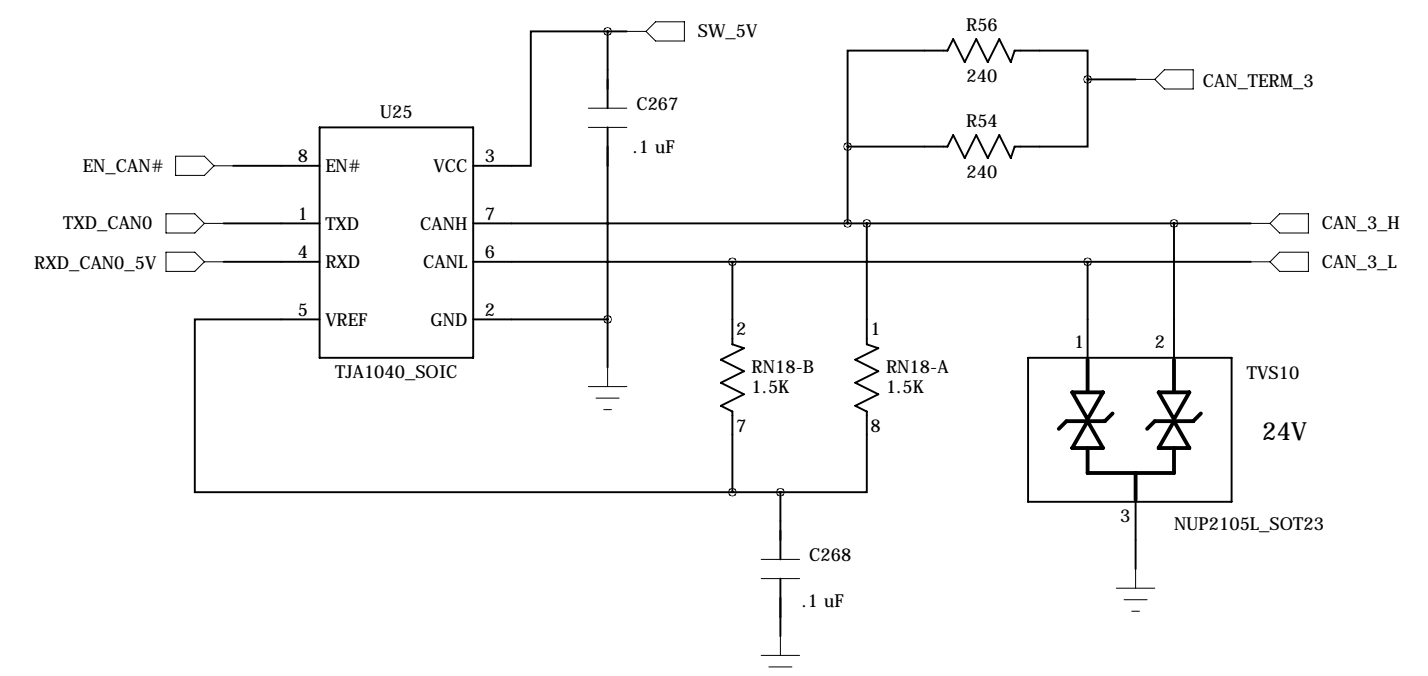 R56
SW_5V
240
CAN_TERM_3
C267
U25
R54
.1 uF
EN_CAN#
8
EN#
VCC
3
240
TXD_CAN0
1
TXD
CANH
7
CAN_3_H
RXD_CAN0_5V
4
RXD
CANL
6
CAN_3_L
5
VREF
GND
2
2
1
1
2
TJA1040_SOIC
RN18-B
1.5K
RN18-A
1.5K
TVS10
7
8
24V
3
NUP2105L_SOT23
C268
.1 uF